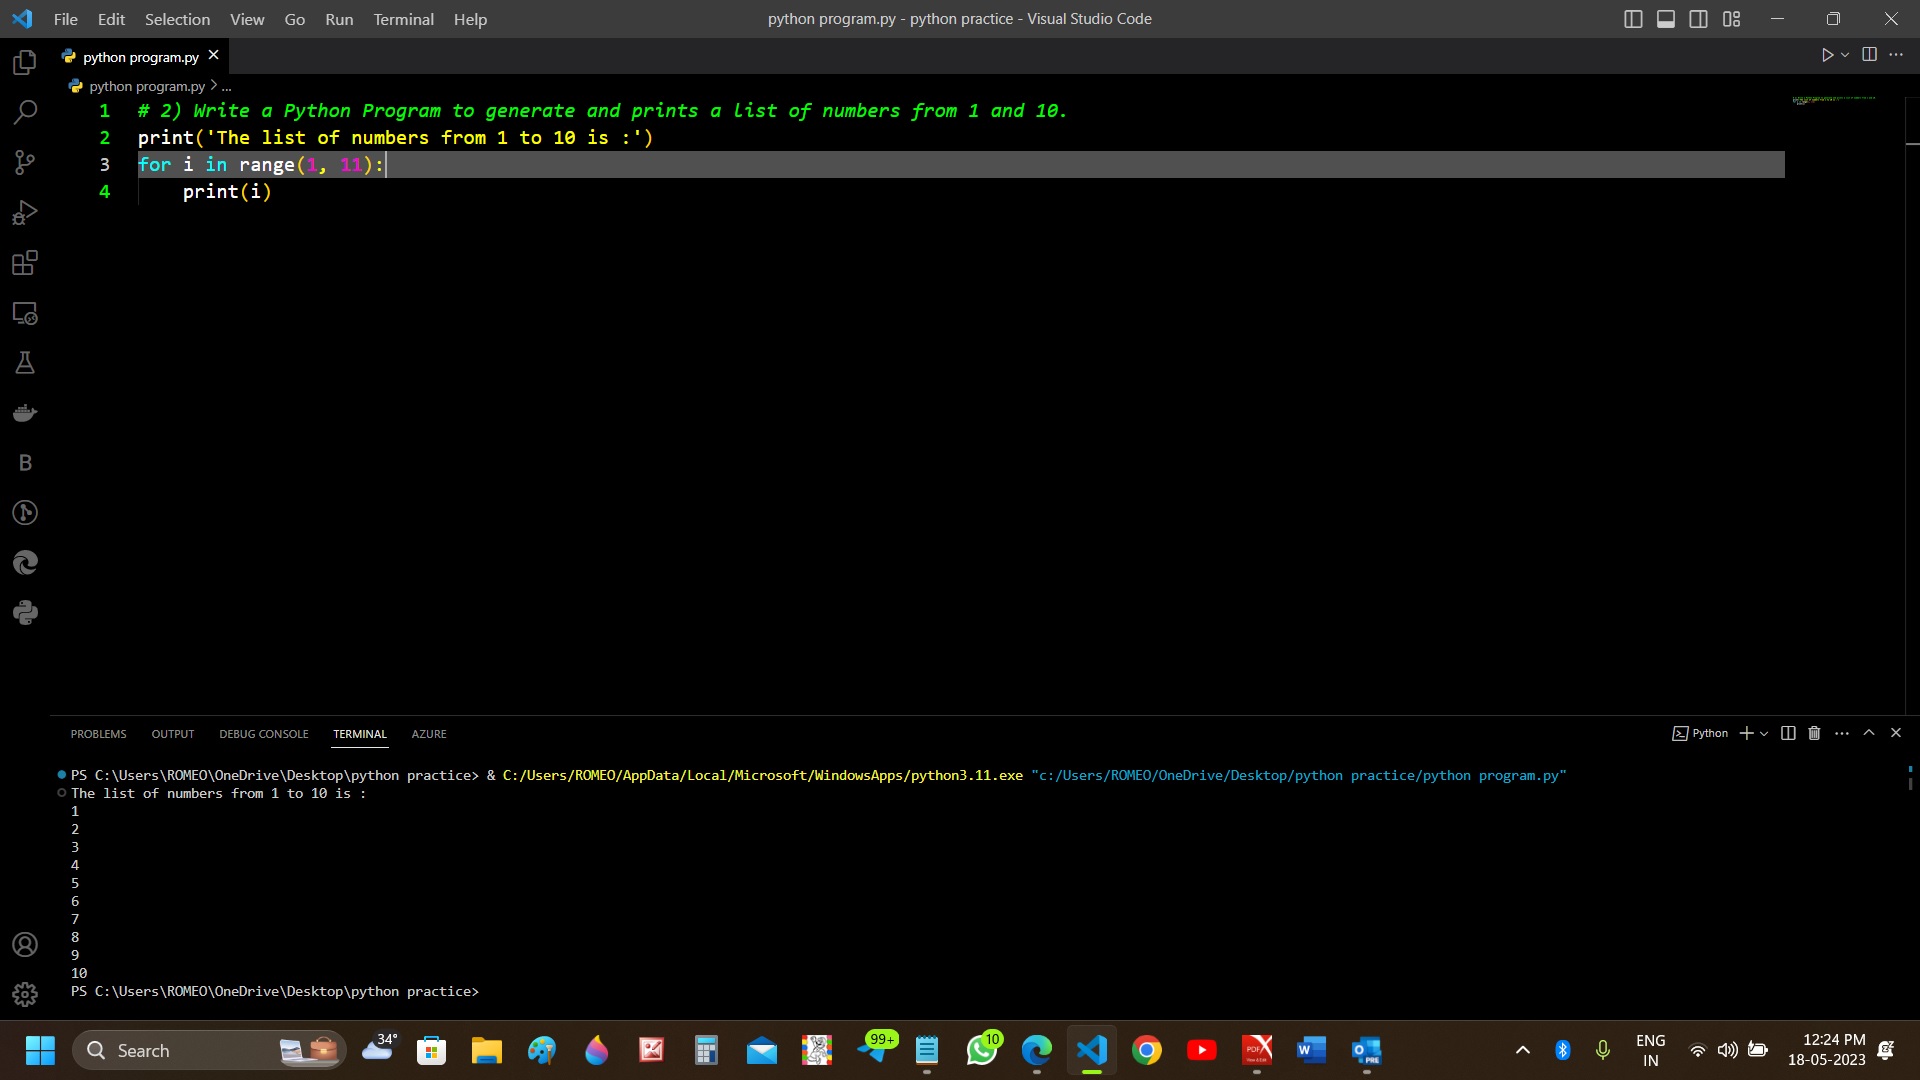 File Edit Selection View Go Run Terminal Help
python program.py - python practice - Visual Studio Code
python program.py
python program.py > ...
1 # 2) Write a Python Program to generate and prints a list of numbers from 1 and 10.
2 print('The list of numbers from 1 to 10 is :')
3 for i in range(1, 11):
4 print(i)
PROBLEMS OUTPUT DEBUG CONSOLE TERMINAL AZURE
Python
PS C:\Users\ROMEO\OneDrive\Desktop\python practice> & C:/Users/ROMEO/AppData/Local/Microsoft/WindowsApps/python3.11.exe "c:/Users/ROMEO/OneDrive/Desktop/python practice/python program.py"
The list of numbers from 1 to 10 is :
1
2
3
4
5
6
7
8
9
10
PS C:\Users\ROMEO\OneDrive\Desktop\python practice>
Search
34°
99+
10
PDF
PRE
ENG
IN
12:24 PM
18-05-2023